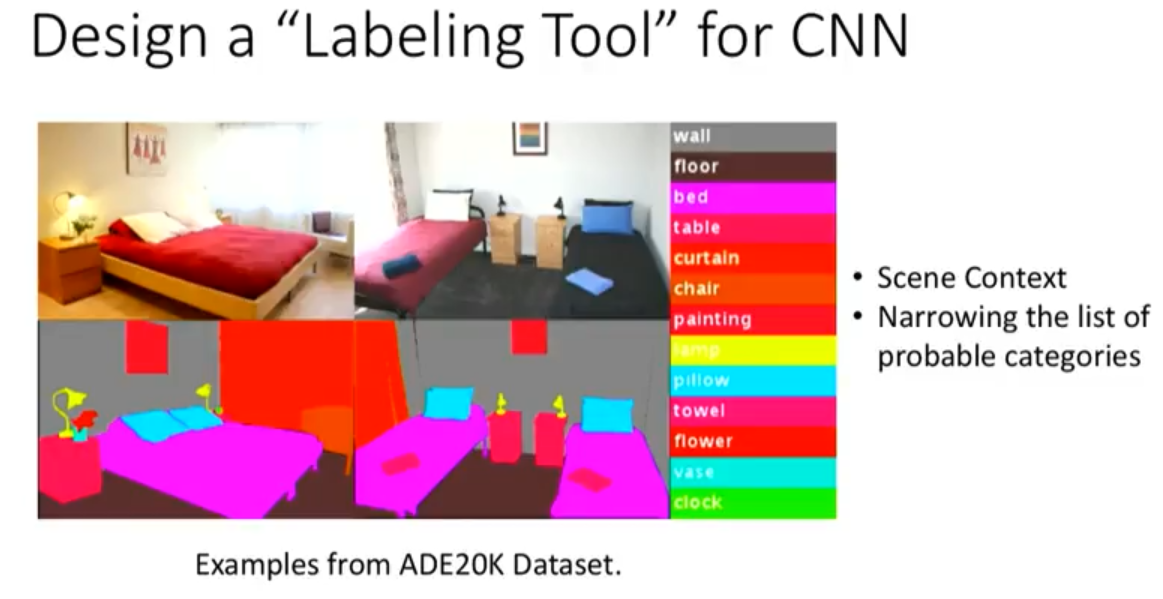 Design a “Labeling Tool” for CNN
wall
floor
bed
table
curtain
chair
painting
lamp
pillow
towel
flower
vase
clock
• Scene Context
• Narrowing the list of
probable categories
Examples from ADE20K Dataset.